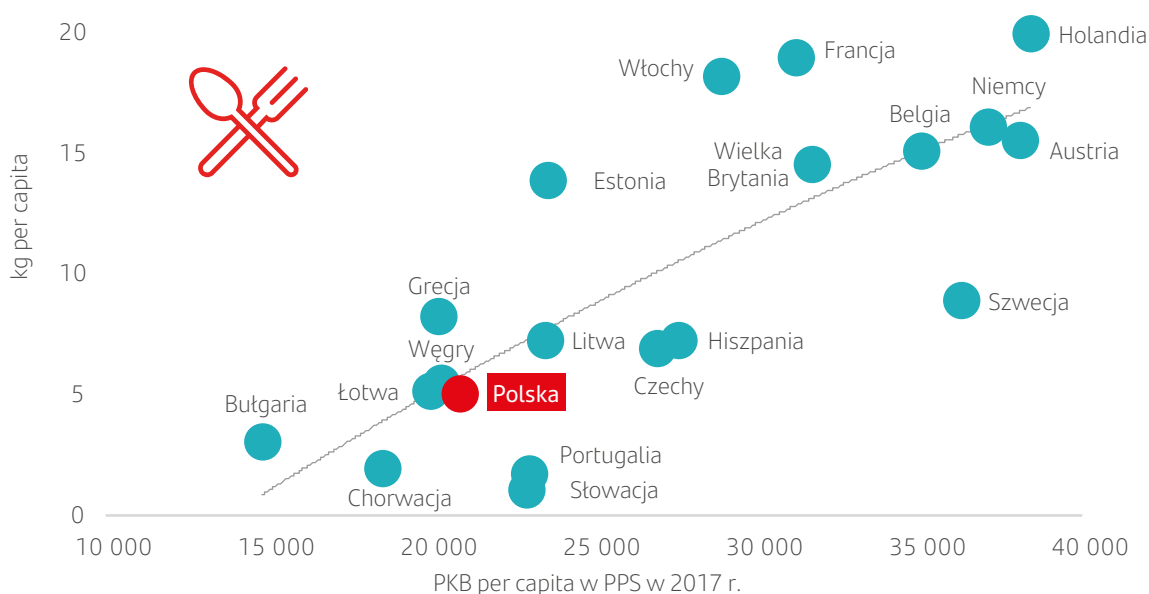 20
Holandia
Francja
Włochy
Niemcy
Belgia
15
Wielka
Brytania
Austria
Estonia
kg per capita
10
Grecja
Szwecja
Litwa
Hiszpania
Węgry
Czechy
5
Łotwa
Polska
Bułgaria
Portugalia
Słowacja
Chorwacja
0
10 000
15 000
20 000
25 000
30 000
35 000
40 000
PKB per capita w PPS w 2017 r.